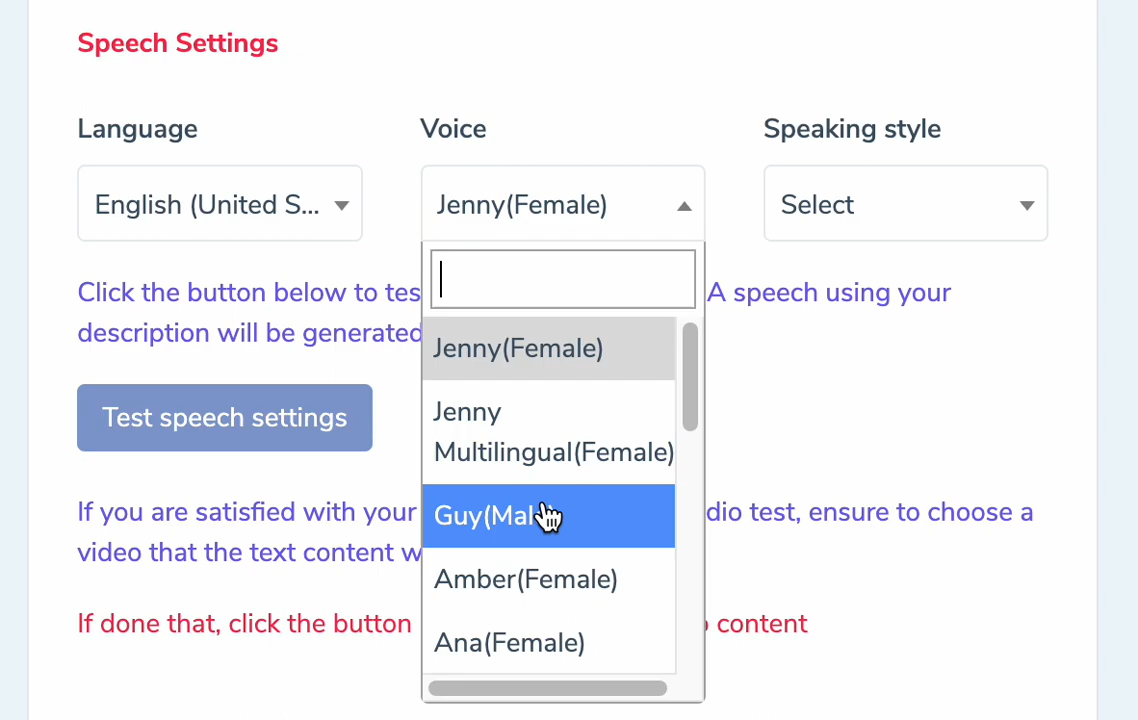 Speech Settings
Language
Voice
Speaking style
English (United S...
Jenny(Female)
Select
Click the button below to tes
A speech using your
description will be generated
Jenny(Female)
Jenny
Multilingual(Female)
Test speech settings
If you are satisfied with your
Guy(Mal
dio test, ensure to choose a
video that the text content w
Amber(Female)
If done that, click the button
content
Ana(Female)